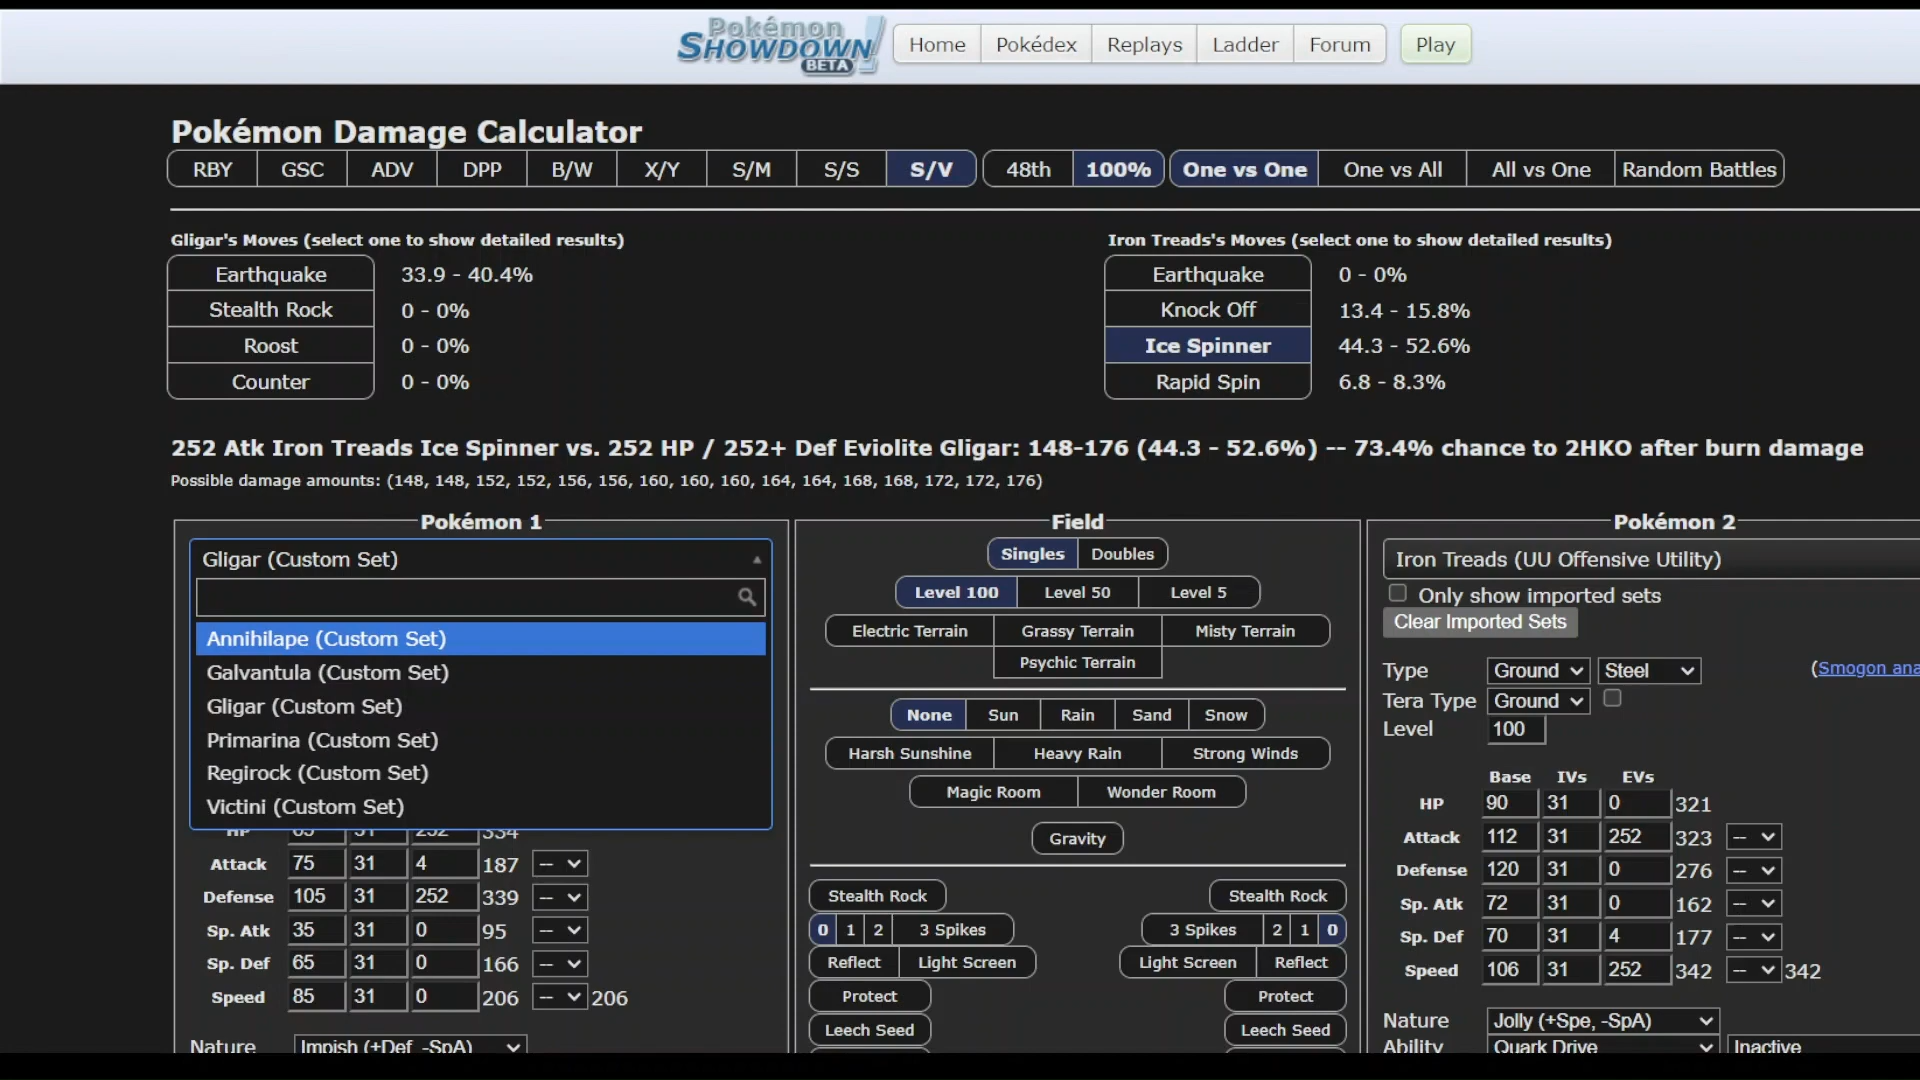 Pokémon
SHOWDOWN!
BETA
Home Pokédex Replays Ladder Forum Play
Pokémon Damage Calculator
RBY GSC ADV DPP B/W X/Y S/M S/S S/V 48th 100% One vs One One vs All All vs One Random Battles
Gligar's Moves (select one to show detailed results)
Earthquake 33.9 - 40.4%
Stealth Rock 0 - 0%
Roost 0 - 0%
Counter 0 - 0%
Iron Treads's Moves (select one to show detailed results)
Earthquake 0 - 0%
Knock Off 13.4 - 15.8%
Ice Spinner 44.3 - 52.6%
Rapid Spin 6.8 - 8.3%
252 Atk Iron Treads Ice Spinner vs. 252 HP / 252+ Def Eviolite Gligar: 148-176 (44.3 - 52.6%) -- 73.4% chance to 2HKO after burn damage
Possible damage amounts: (148, 148, 152, 152, 156, 156, 160, 160, 160, 164, 164, 168, 168, 172, 172, 176)
Pokémon 1
Gligar (Custom Set)
Annihilape (Custom Set)
Galvantula (Custom Set)
Gligar (Custom Set)
Primarina (Custom Set)
Regirock (Custom Set)
Victini (Custom Set)
HP 65 31 252 334
Attack 75 31 4 187 --
Defense 105 31 252 339 --
Sp. Atk 35 31 0 95 --
Sp. Def 65 31 0 166 --
Speed 85 31 0 206 -- 206
Nature Impish (+Def, -SpA)
Field
Singles Doubles
Level 100 Level 50 Level 5
Electric Terrain Grassy Terrain Misty Terrain
Psychic Terrain
None Sun Rain Sand Snow
Harsh Sunshine Heavy Rain Strong Winds
Magic Room Wonder Room
Gravity
Stealth Rock Stealth Rock
0 1 2 3 Spikes 3 Spikes 2 1 0
Reflect Light Screen Light Screen Reflect
Protect Protect
Leech Seed Leech Seed
Pokémon 2
Iron Treads (UU Offensive Utility)
Only show imported sets
Clear Imported Sets
Type Ground Steel (Smogon ana
Tera Type Ground
Level 100
Base IVs EVs
HP 90 31 0 321
Attack 112 31 252 323 --
Defense 120 31 0 276 --
Sp. Atk 72 31 0 162 --
Sp. Def 70 31 4 177 --
Speed 106 31 252 342 -- 342
Nature Jolly (+Spe, -SpA)
Ability Quark Drive Inactive